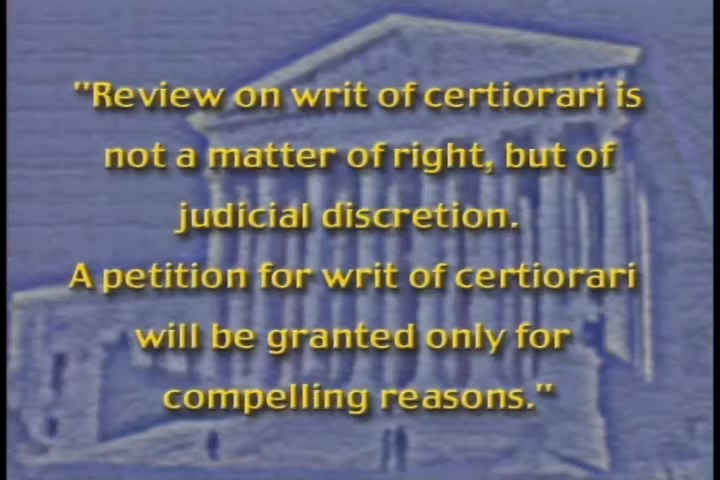 "Review on writ of certiorari is
not a matter of right, but of
judicial discretion.
A petition for writ of certiorari
will be granted only for
compelling reasons."